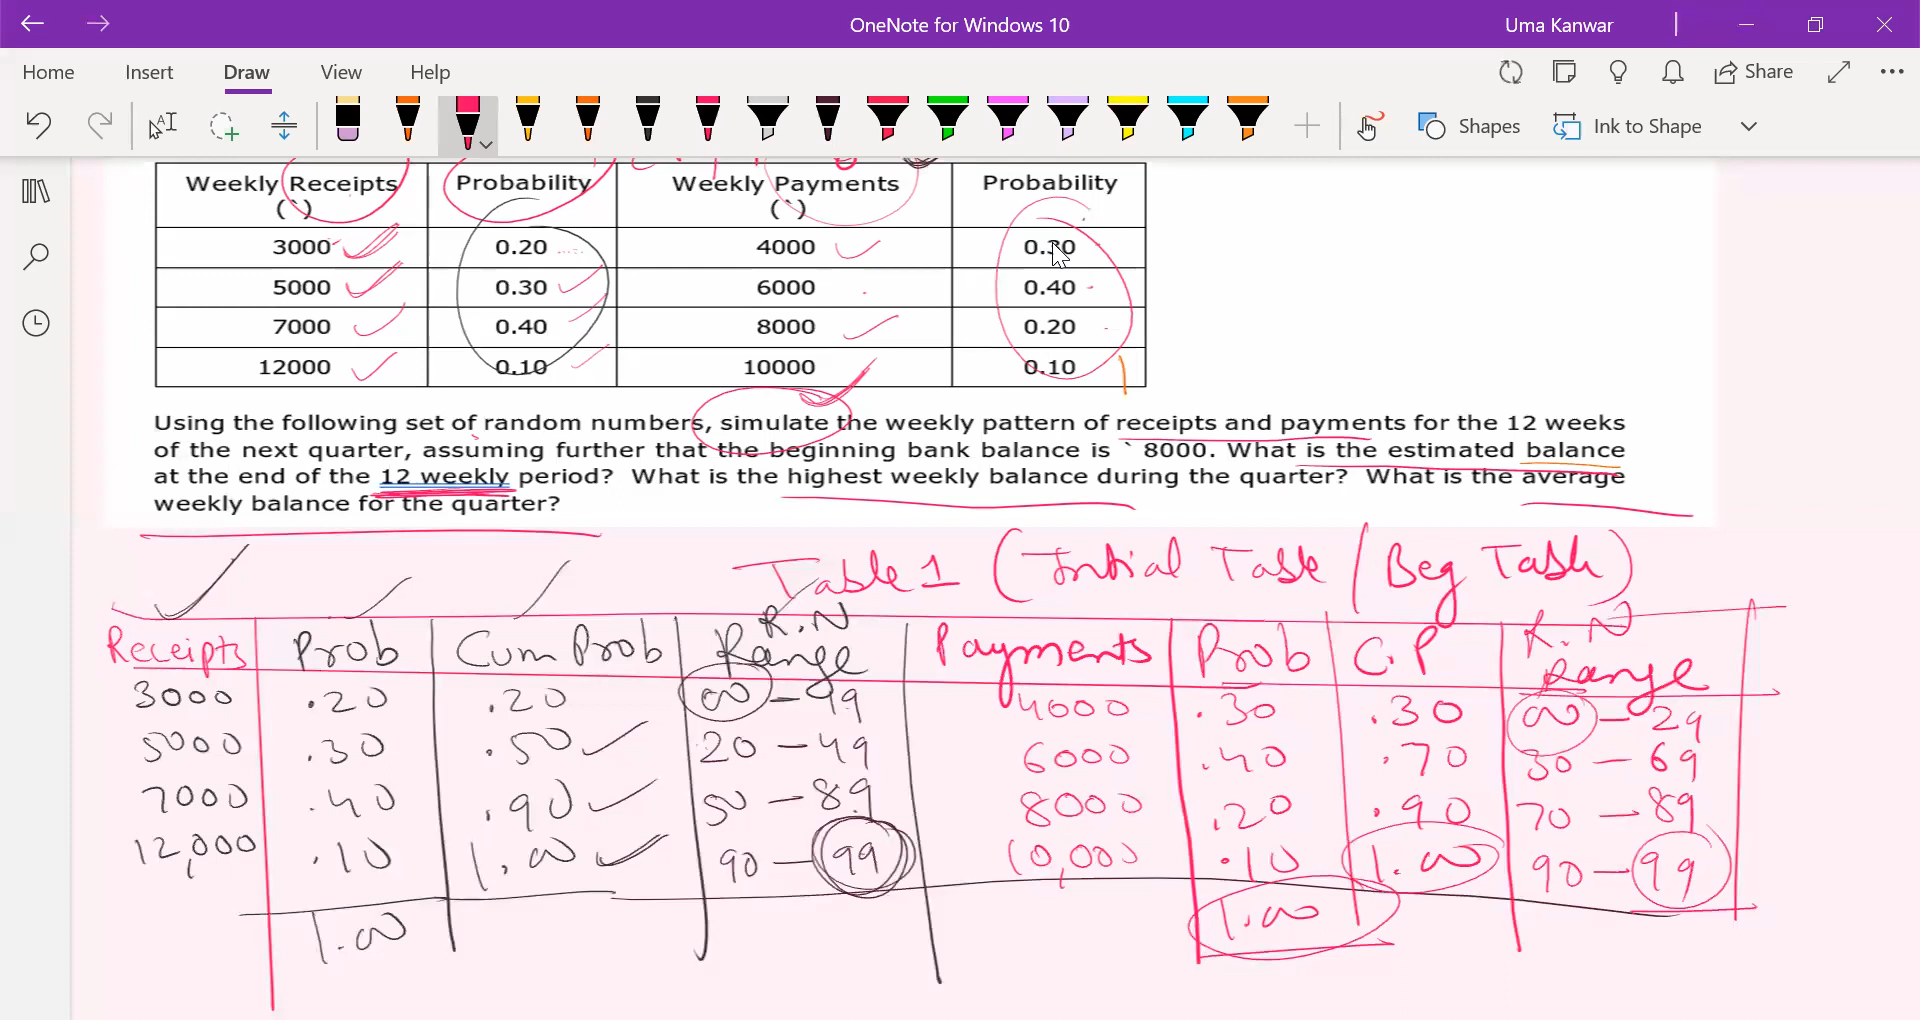 OneNote for Windows 10
Uma Kanwar
Home Insert Draw View Help
Share
Shapes
Ink to Shape
Weekly Receipts (`) Probability Weekly Payments (`) Probability
3000 0.20 4000 0.30
5000 0.30 6000 0.40
7000 0.40 8000 0.20
12000 0.10 10000 0.10
Using the following set of random numbers, simulate the weekly pattern of receipts and payments for the 12 weeks
of the next quarter, assuming further that the beginning bank balance is ` 8000. What is the estimated balance
at the end of the 12 weekly period? What is the highest weekly balance during the quarter? What is the average
weekly balance for the quarter?
Table 1 (Initial Table / Beg Table)
Receipts Prob Cum Prob R.N Range Payments Prob C.P R.N Range
3000 .20 .20 00 - 19 4000 .30 .30 00 - 29
5000 .30 .50 20 - 49 6000 .40 .70 30 - 69
7000 .40 .90 50 - 89 8000 .20 .90 70 - 89
12,000 .10 1.00 90 - 99 10,000 .10 1.00 90 - 99
1.00 1.00